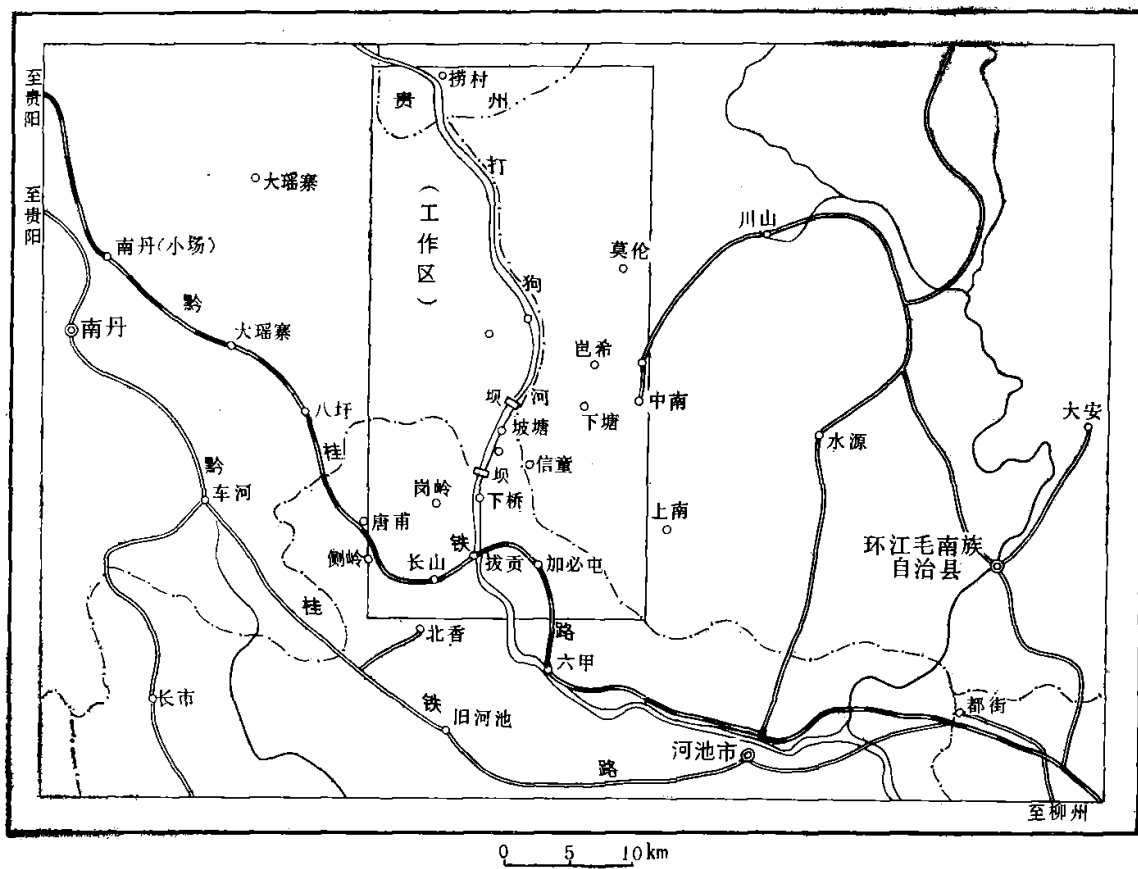 至贵阳
至贵阳
捞村
贵州
大瑶寨
打
(工作区)
川山
南丹(小场)
莫伦
黔
狗
南丹
大瑶寨
岜希
坝
河
中南
八圩
下塘
大安
桂
坡塘
水源
信童
黔
坝
车河
岗岭
下桥
上南
唐甫
铁
环江毛南族
自治县
侧岭
长山
拔贡
加必屯
桂
北香
路
六甲
长市
铁
旧河池
都街
河池市
路
至柳州
0 5 10km